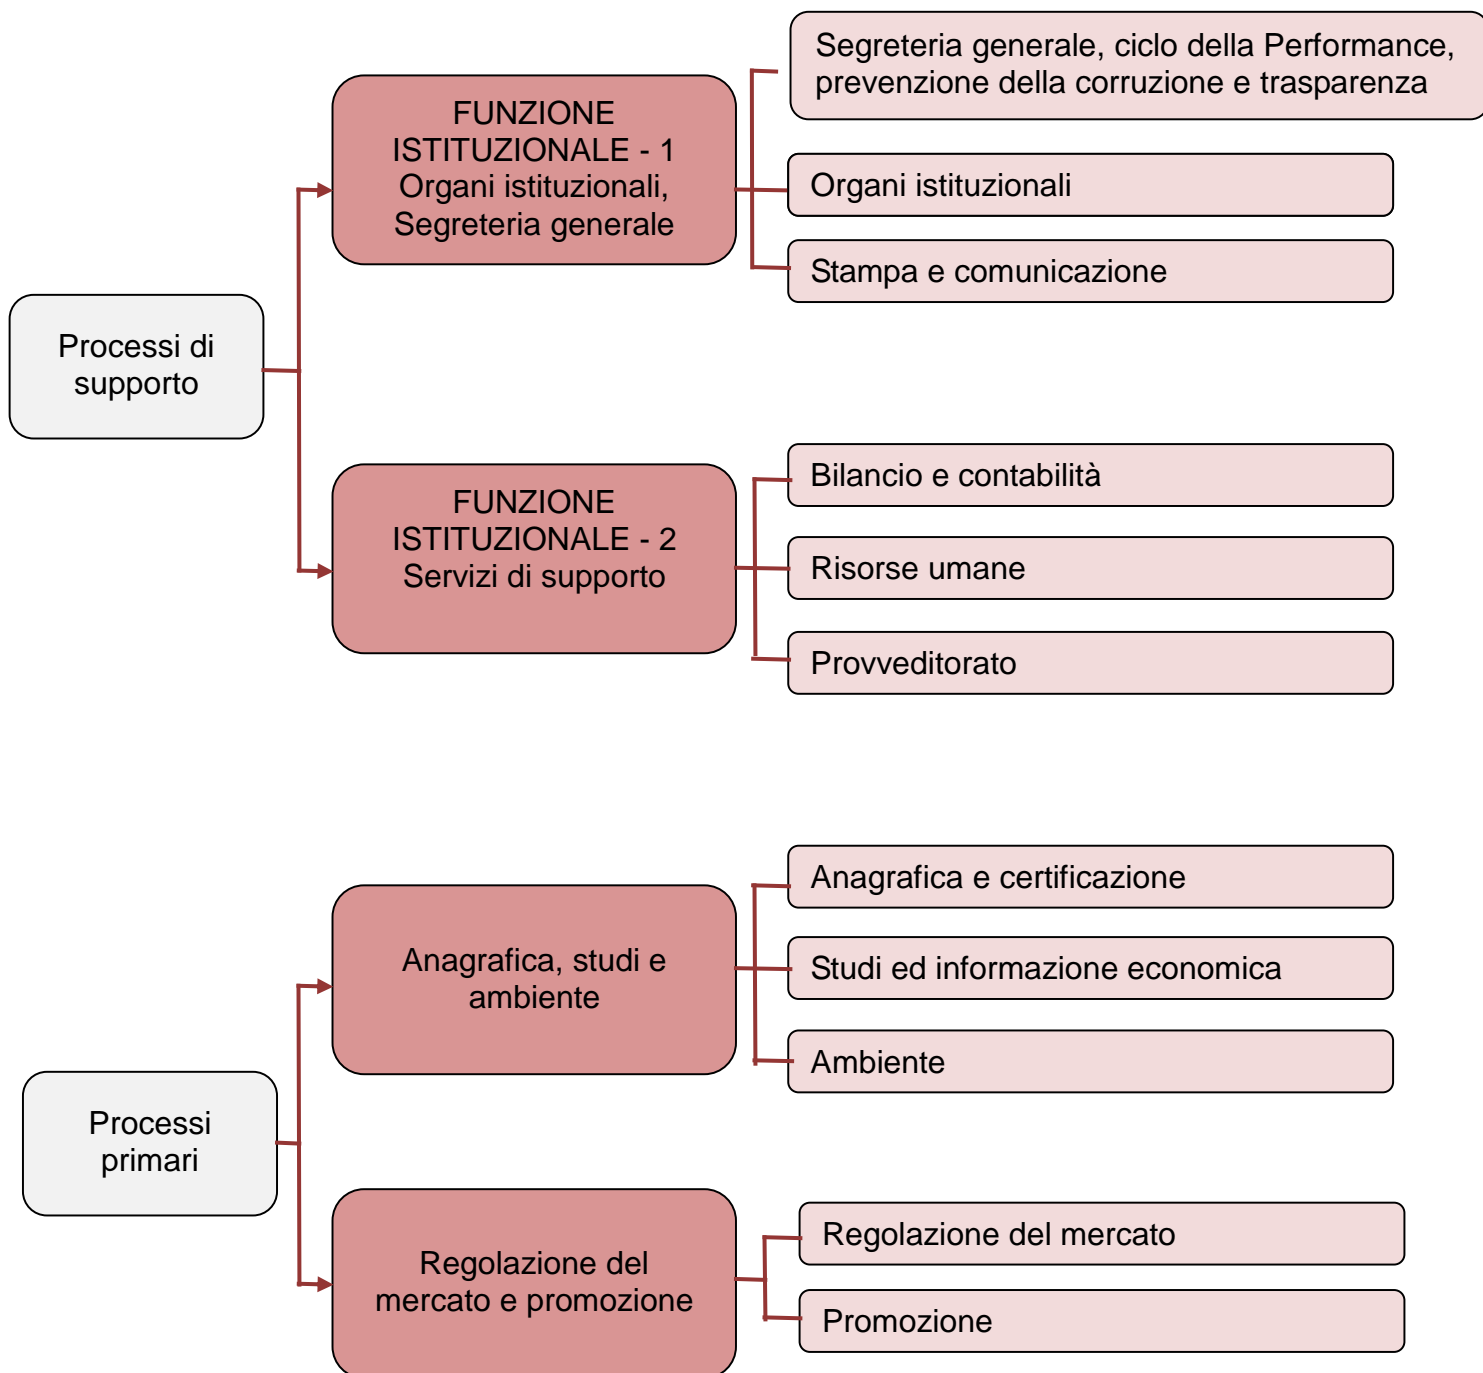 Processi di
supporto
FUNZIONE
ISTITUZIONALE - 1
Organi istituzionali,
Segreteria generale
Segreteria generale, ciclo della Performance,
prevenzione della corruzione e trasparenza
Organi istituzionali
Stampa e comunicazione
FUNZIONE
ISTITUZIONALE - 2
Servizi di supporto
Bilancio e contabilità
Risorse umane
Provveditorato
Processi
primari
Anagrafica, studi e
ambiente
Anagrafica e certificazione
Studi ed informazione economica
Ambiente
Regolazione del
mercato e promozione
Regolazione del mercato
Promozione